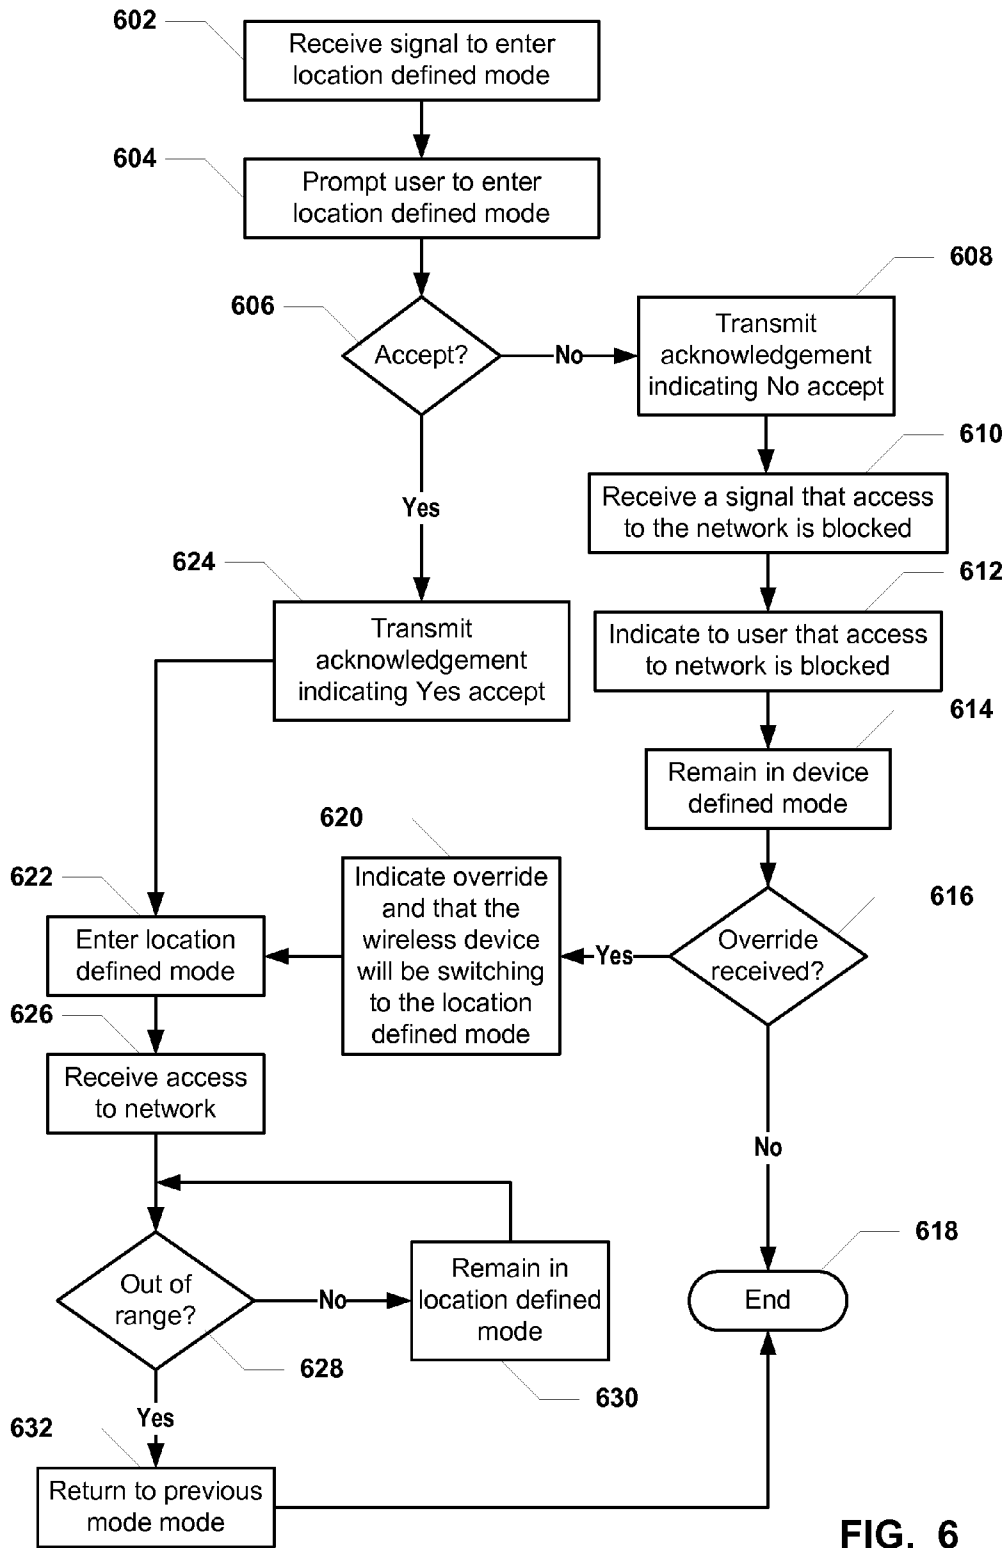 602
Receive signal to enter
location defined mode
604
Prompt user to enter
location defined mode
606
Accept?
No
608
Transmit
acknowledgement
indicating No accept
610
Receive a signal that access
to the network is blocked
Yes
612
Indicate to user that access
to network is blocked
624
Transmit
acknowledgement
indicating Yes accept
614
Remain in device
defined mode
616
Override
received?
Yes
620
Indicate override
and that the
wireless device
will be switching
to the location
defined mode
622
Enter location
defined mode
626
Receive access
to network
No
618
End
628
Out of
range?
No
630
Remain in
location defined
mode
Yes
632
Return to previous
mode mode
FIG. 6